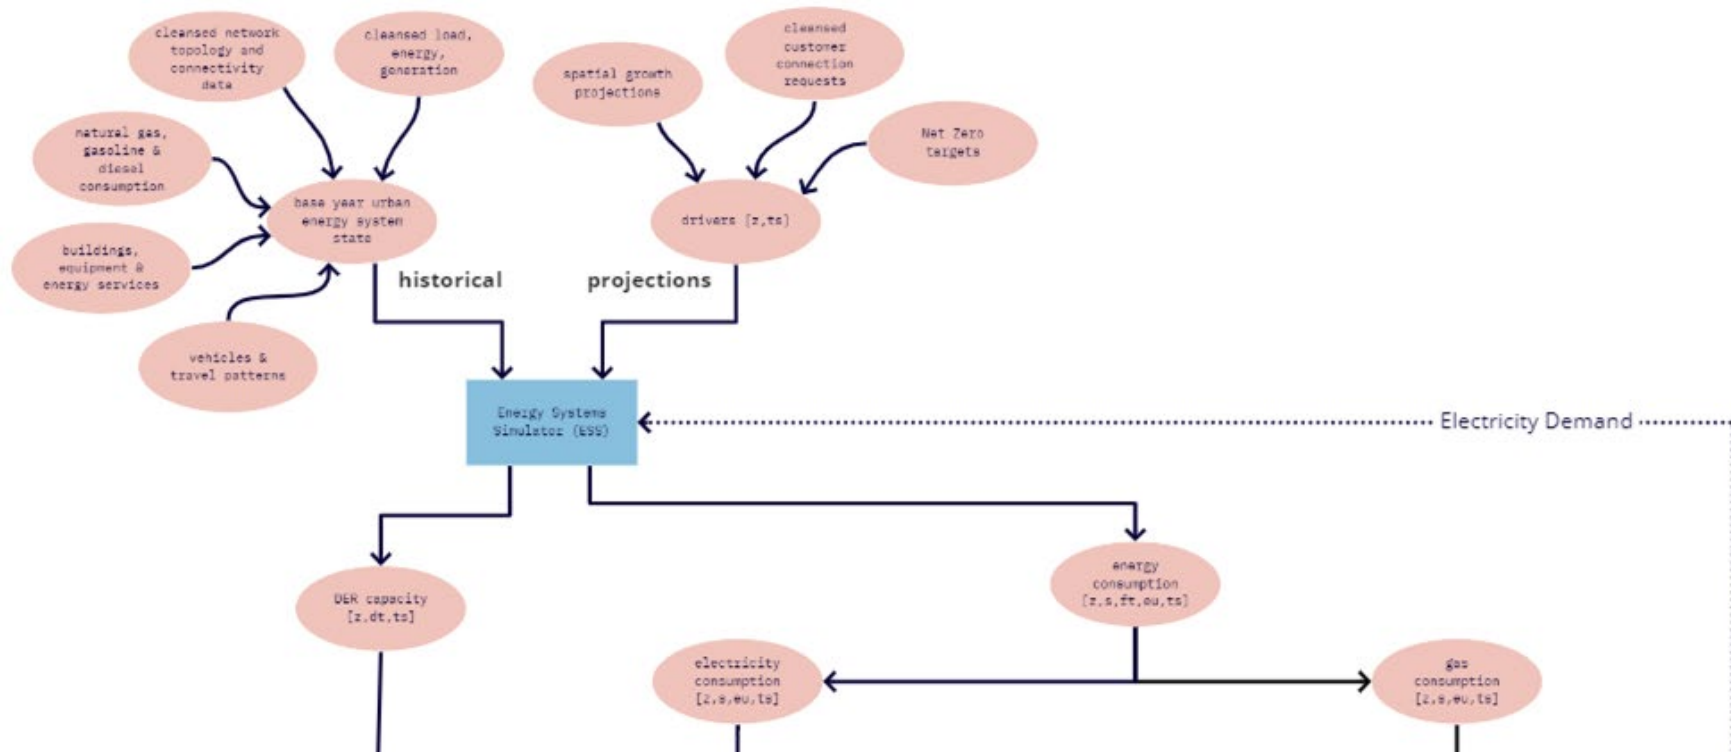 cleansed network
topology and
connectivity
data
cleansed load,
energy,
generation
spatial growth
projections
cleansed
customer
connection
requests
Net Zero
targets
natural gas,
gasoline &
diesel
consumption
base year urban
energy system
state
drivers [z,ts]
buildings,
equipment &
energy services
historical
projections
vehicles &
travel patterns
Energy Systems
Simulator (ESS)
Electricity Demand
DER capacity
[z,dt,ts]
energy
consumption
[z,s,ft,eu,ts]
electricity
consumption
[z,s,eu,ts]
gas
consumption
[z,s,eu,ts]